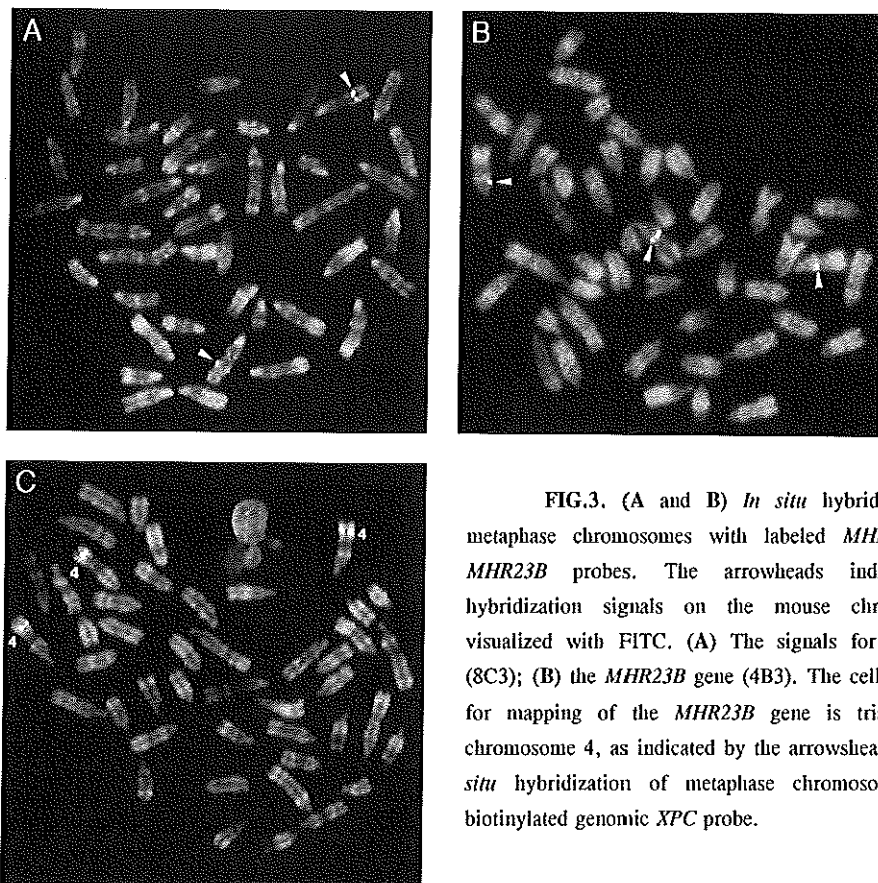 A
B
C
4
4
4
FIG.3. (A and B) In situ hybrid
metaphase chromosomes with labeled MH
MHR23B probes. The arrowheads ind
hybridization signals on the mouse chr
visualized with FITC. (A) The signals for
(8C3); (B) the MHR23B gene (4B3). The cell
for mapping of the MHR23B gene is tri
chromosome 4, as indicated by the arrowshea
situ hybridization of metaphase chromoso
biotinylated genomic XPC probe.